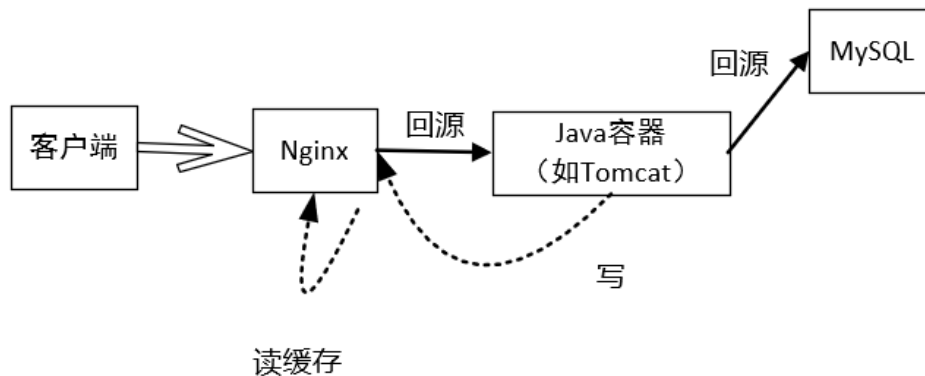 MySQL
回源
客户端
Nginx
回源
Java容器
（如Tomcat）
写
读缓存